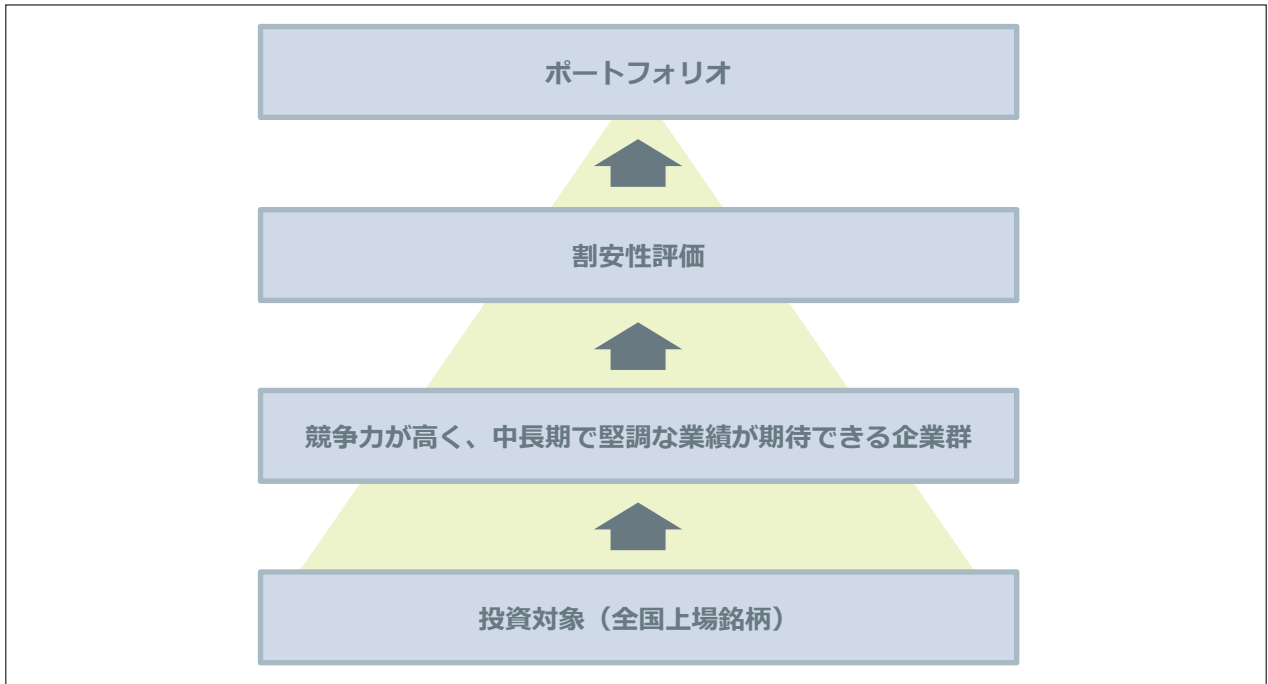 ポートフォリオ
割安性評価
競争力が高く、中長期で堅調な業績が期待できる企業群
投資対象（全国上場銘柄）